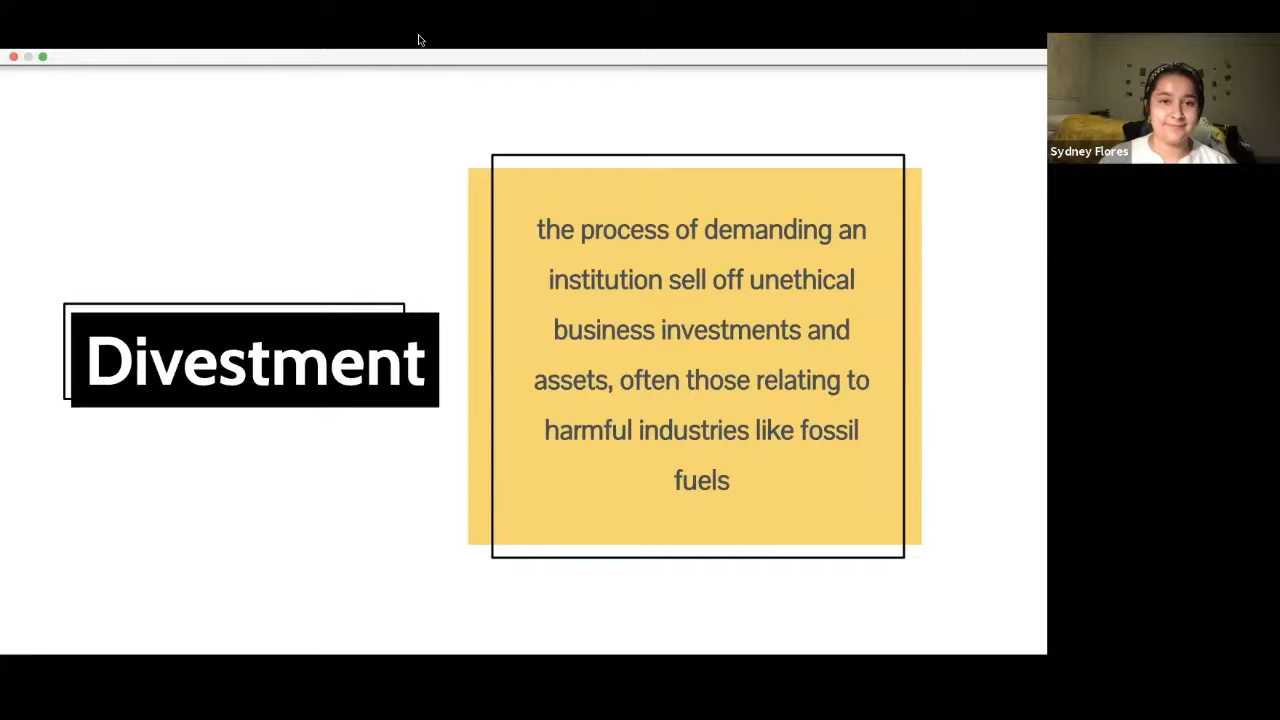 Divestment
the process of demanding an
institution sell off unethical
business investments and
assets, often those relating to
harmful industries like fossil
fuels
Sydney Flores